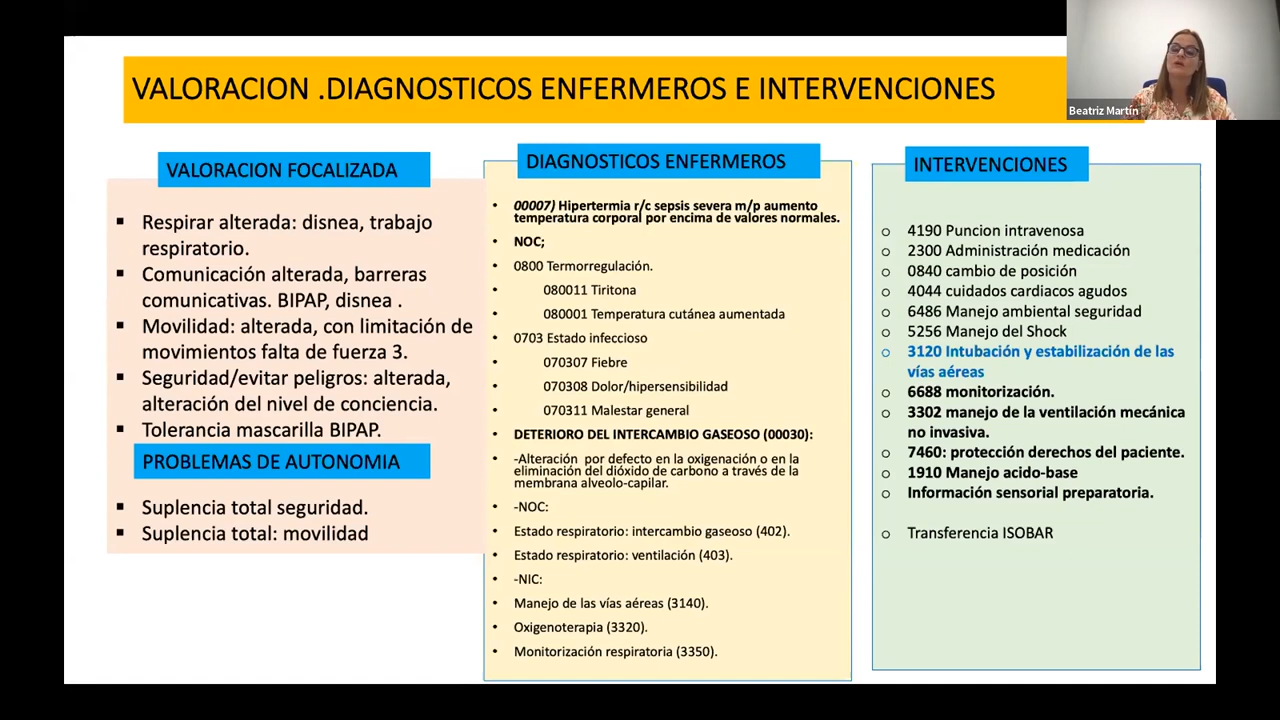 VALORACION .DIAGNOSTICOS ENFERMEROS E INTERVENCIONES
Beatriz Martín
VALORACION FOCALIZADA
▪ Respirar alterada: disnea, trabajo
respiratorio.
▪ Comunicación alterada, barreras
comunicativas. BIPAP, disnea .
▪ Movilidad: alterada, con limitación de
movimientos falta de fuerza 3.
▪ Seguridad/evitar peligros: alterada,
alteración del nivel de conciencia.
▪ Tolerancia mascarilla BIPAP.
PROBLEMAS DE AUTONOMIA
▪ Suplencia total seguridad.
▪ Suplencia total: movilidad
DIAGNOSTICOS ENFERMEROS
• 00007) Hipertermia r/c sepsis severa m/p aumento
temperatura corporal por encima de valores normales.
• NOC;
• 0800 Termorregulación.
• 080011 Tiritona
• 080001 Temperatura cutánea aumentada
• 0703 Estado infeccioso
• 070307 Fiebre
• 070308 Dolor/hipersensibilidad
• 070311 Malestar general
• DETERIORO DEL INTERCAMBIO GASEOSO (00030):
• -Alteración por defecto en la oxigenación o en la
eliminación del dióxido de carbono a través de la
membrana alveolo-capilar.
• -NOC:
• Estado respiratorio: intercambio gaseoso (402).
• Estado respiratorio: ventilación (403).
• -NIC:
• Manejo de las vías aéreas (3140).
• Oxigenoterapia (3320).
• Monitorización respiratoria (3350).
INTERVENCIONES
o 4190 Puncion intravenosa
o 2300 Administración medicación
o 0840 cambio de posición
o 4044 cuidados cardiacos agudos
o 6486 Manejo ambiental seguridad
o 5256 Manejo del Shock
o 3120 Intubación y estabilización de las
vías aéreas
o 6688 monitorización.
o 3302 manejo de la ventilación mecánica
no invasiva.
o 7460: protección derechos del paciente.
o 1910 Manejo acido-base
o Información sensorial preparatoria.
o Transferencia ISOBAR